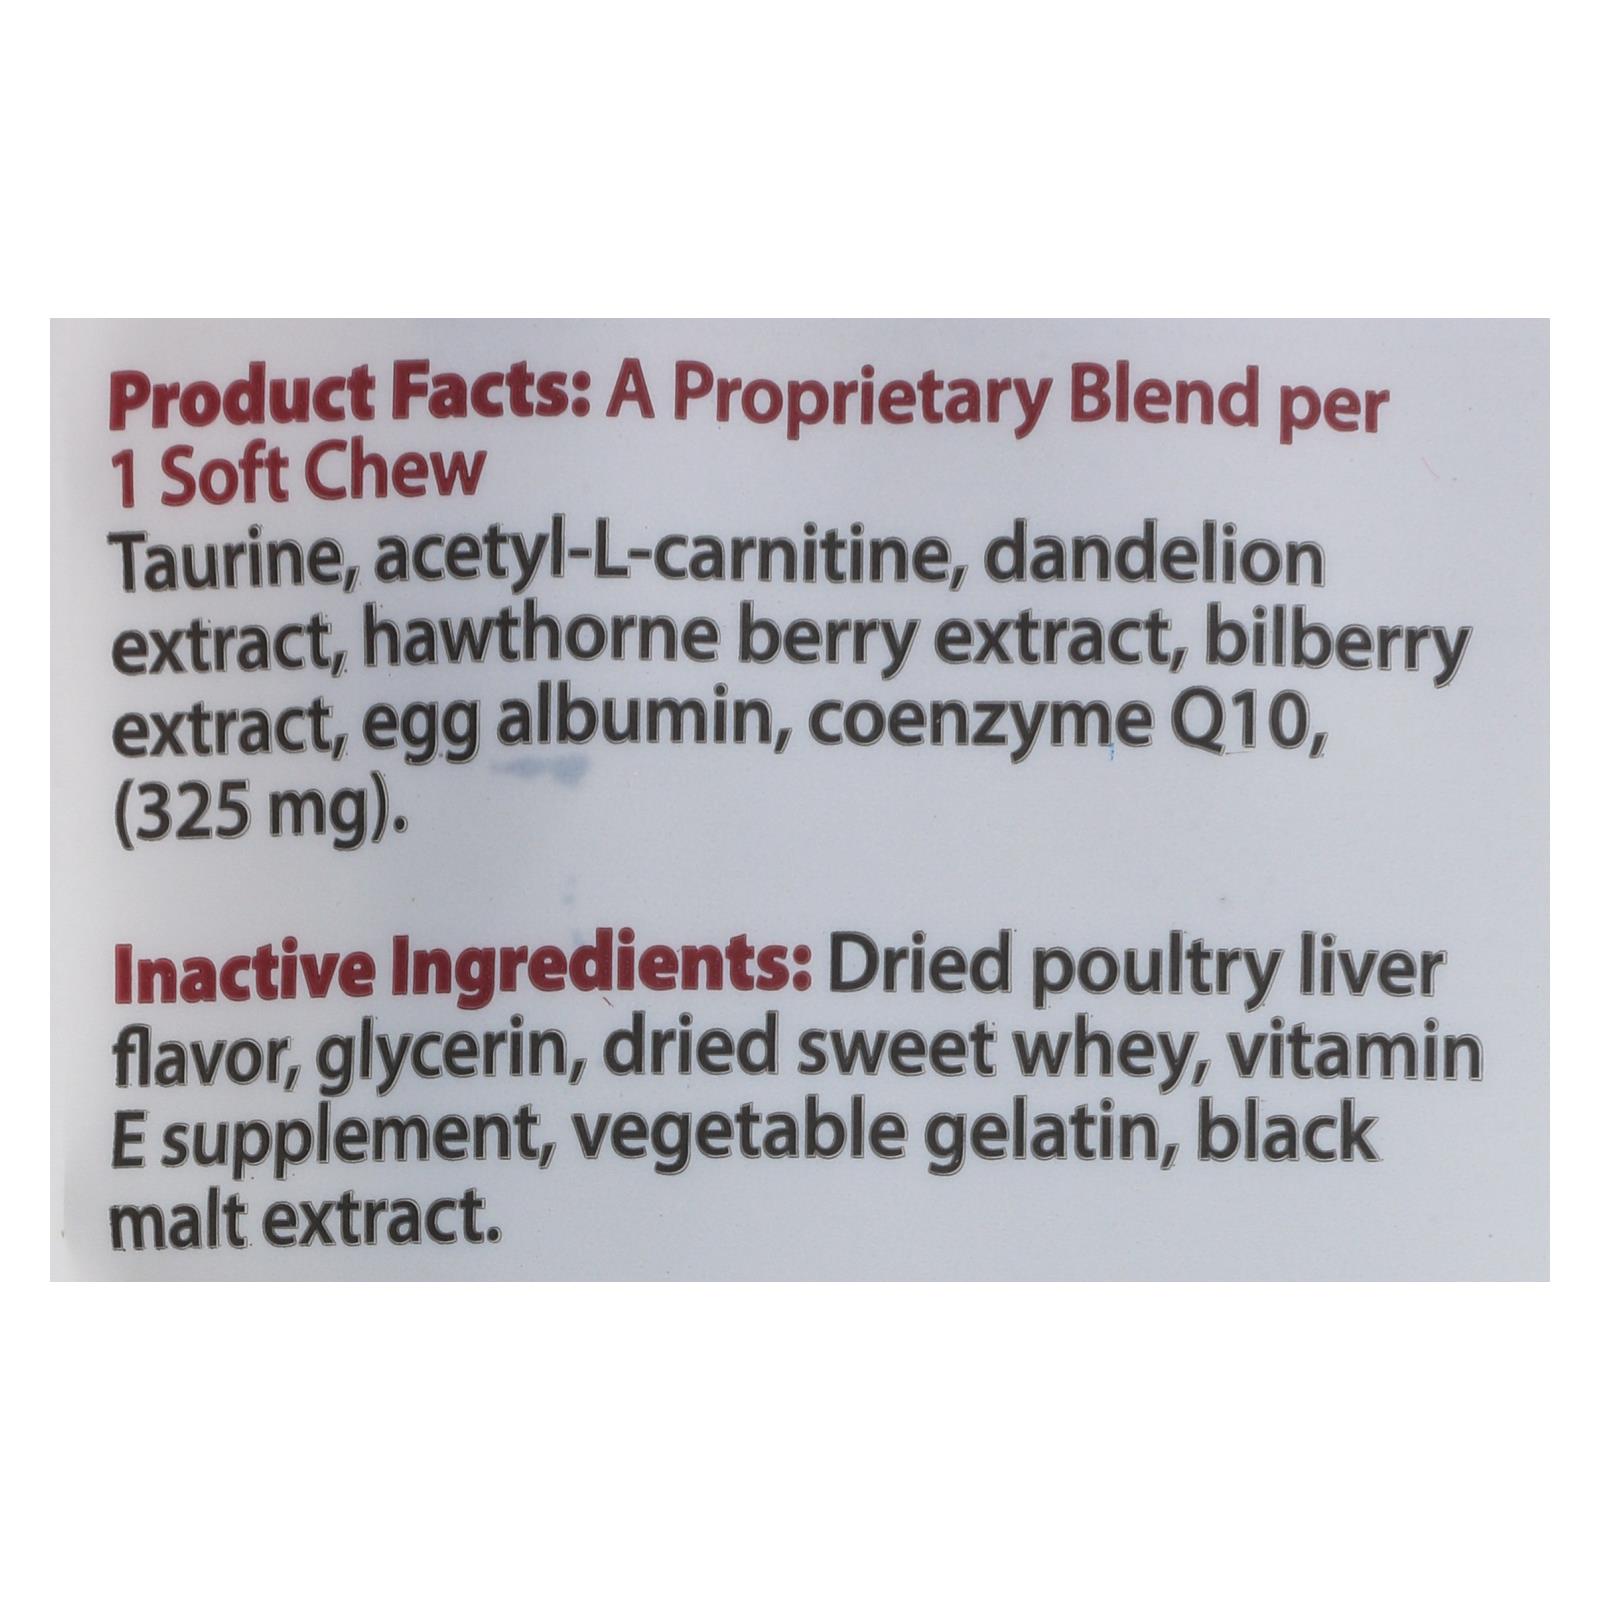 Product Facts: A Proprietary Blend per
1 Soft Chew
Taurine, acetyl-L-carnitine, dandelion
extract, hawthorne berry extract, bilberry
extract, egg albumin, coenzyme Q10,
(325 mg).
Inactive Ingredients: Dried poultry liver
flavor, glycerin, dried sweet whey, vitamin
E supplement, vegetable gelatin, black
malt extract.